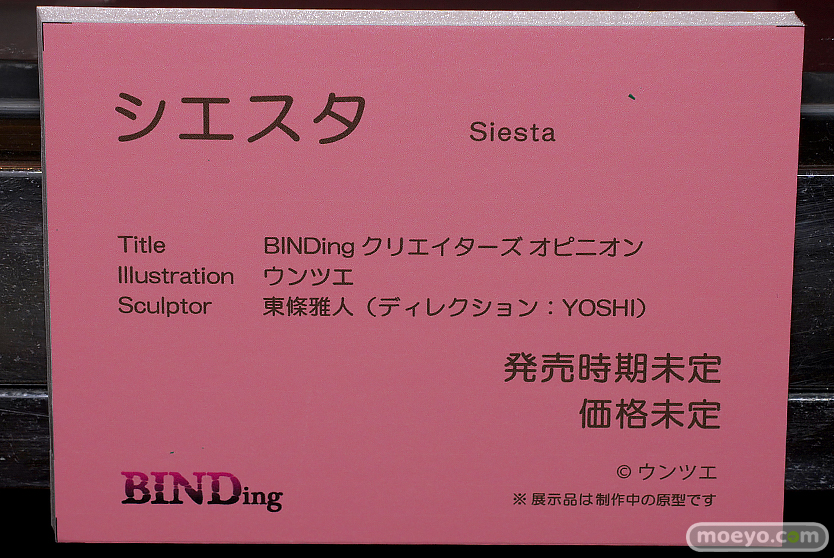 シエスタ Siesta
Title BINDing クリエイターズ オピニオン
Illustration ウンツエ
Sculptor 東條雅人（ディレクション：YOSHI）
発売時期未定
価格未定
© ウンツエ
BINDing
※展示品は制作中の原型です
moeyo.com